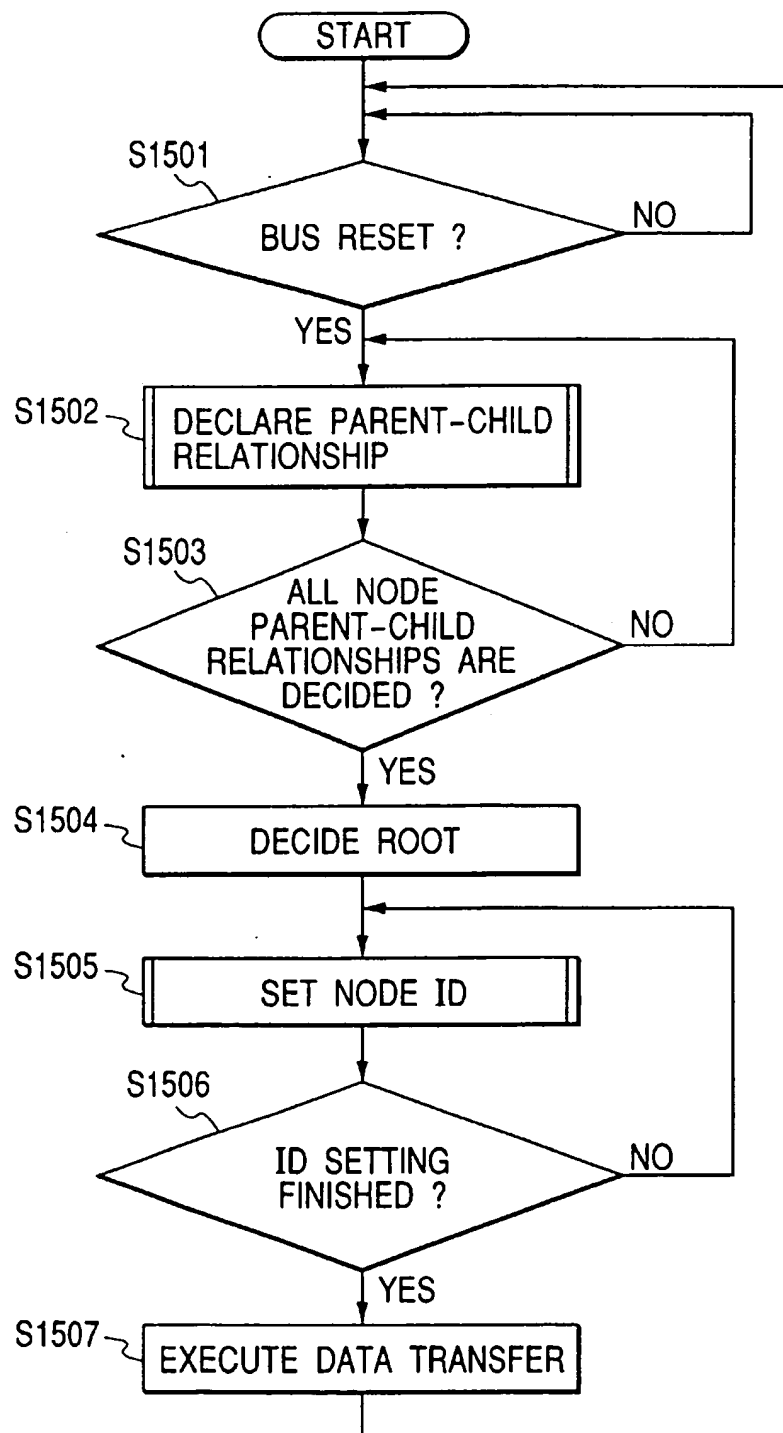 START
S1501
BUS RESET ?
NO
YES
S1502
DECLARE PARENT-CHILD
RELATIONSHIP
S1503
ALL NODE
PARENT-CHILD
RELATIONSHIPS ARE
DECIDED ?
NO
YES
S1504
DECIDE ROOT
S1505
SET NODE ID
S1506
ID SETTING
FINISHED ?
NO
YES
S1507
EXECUTE DATA TRANSFER